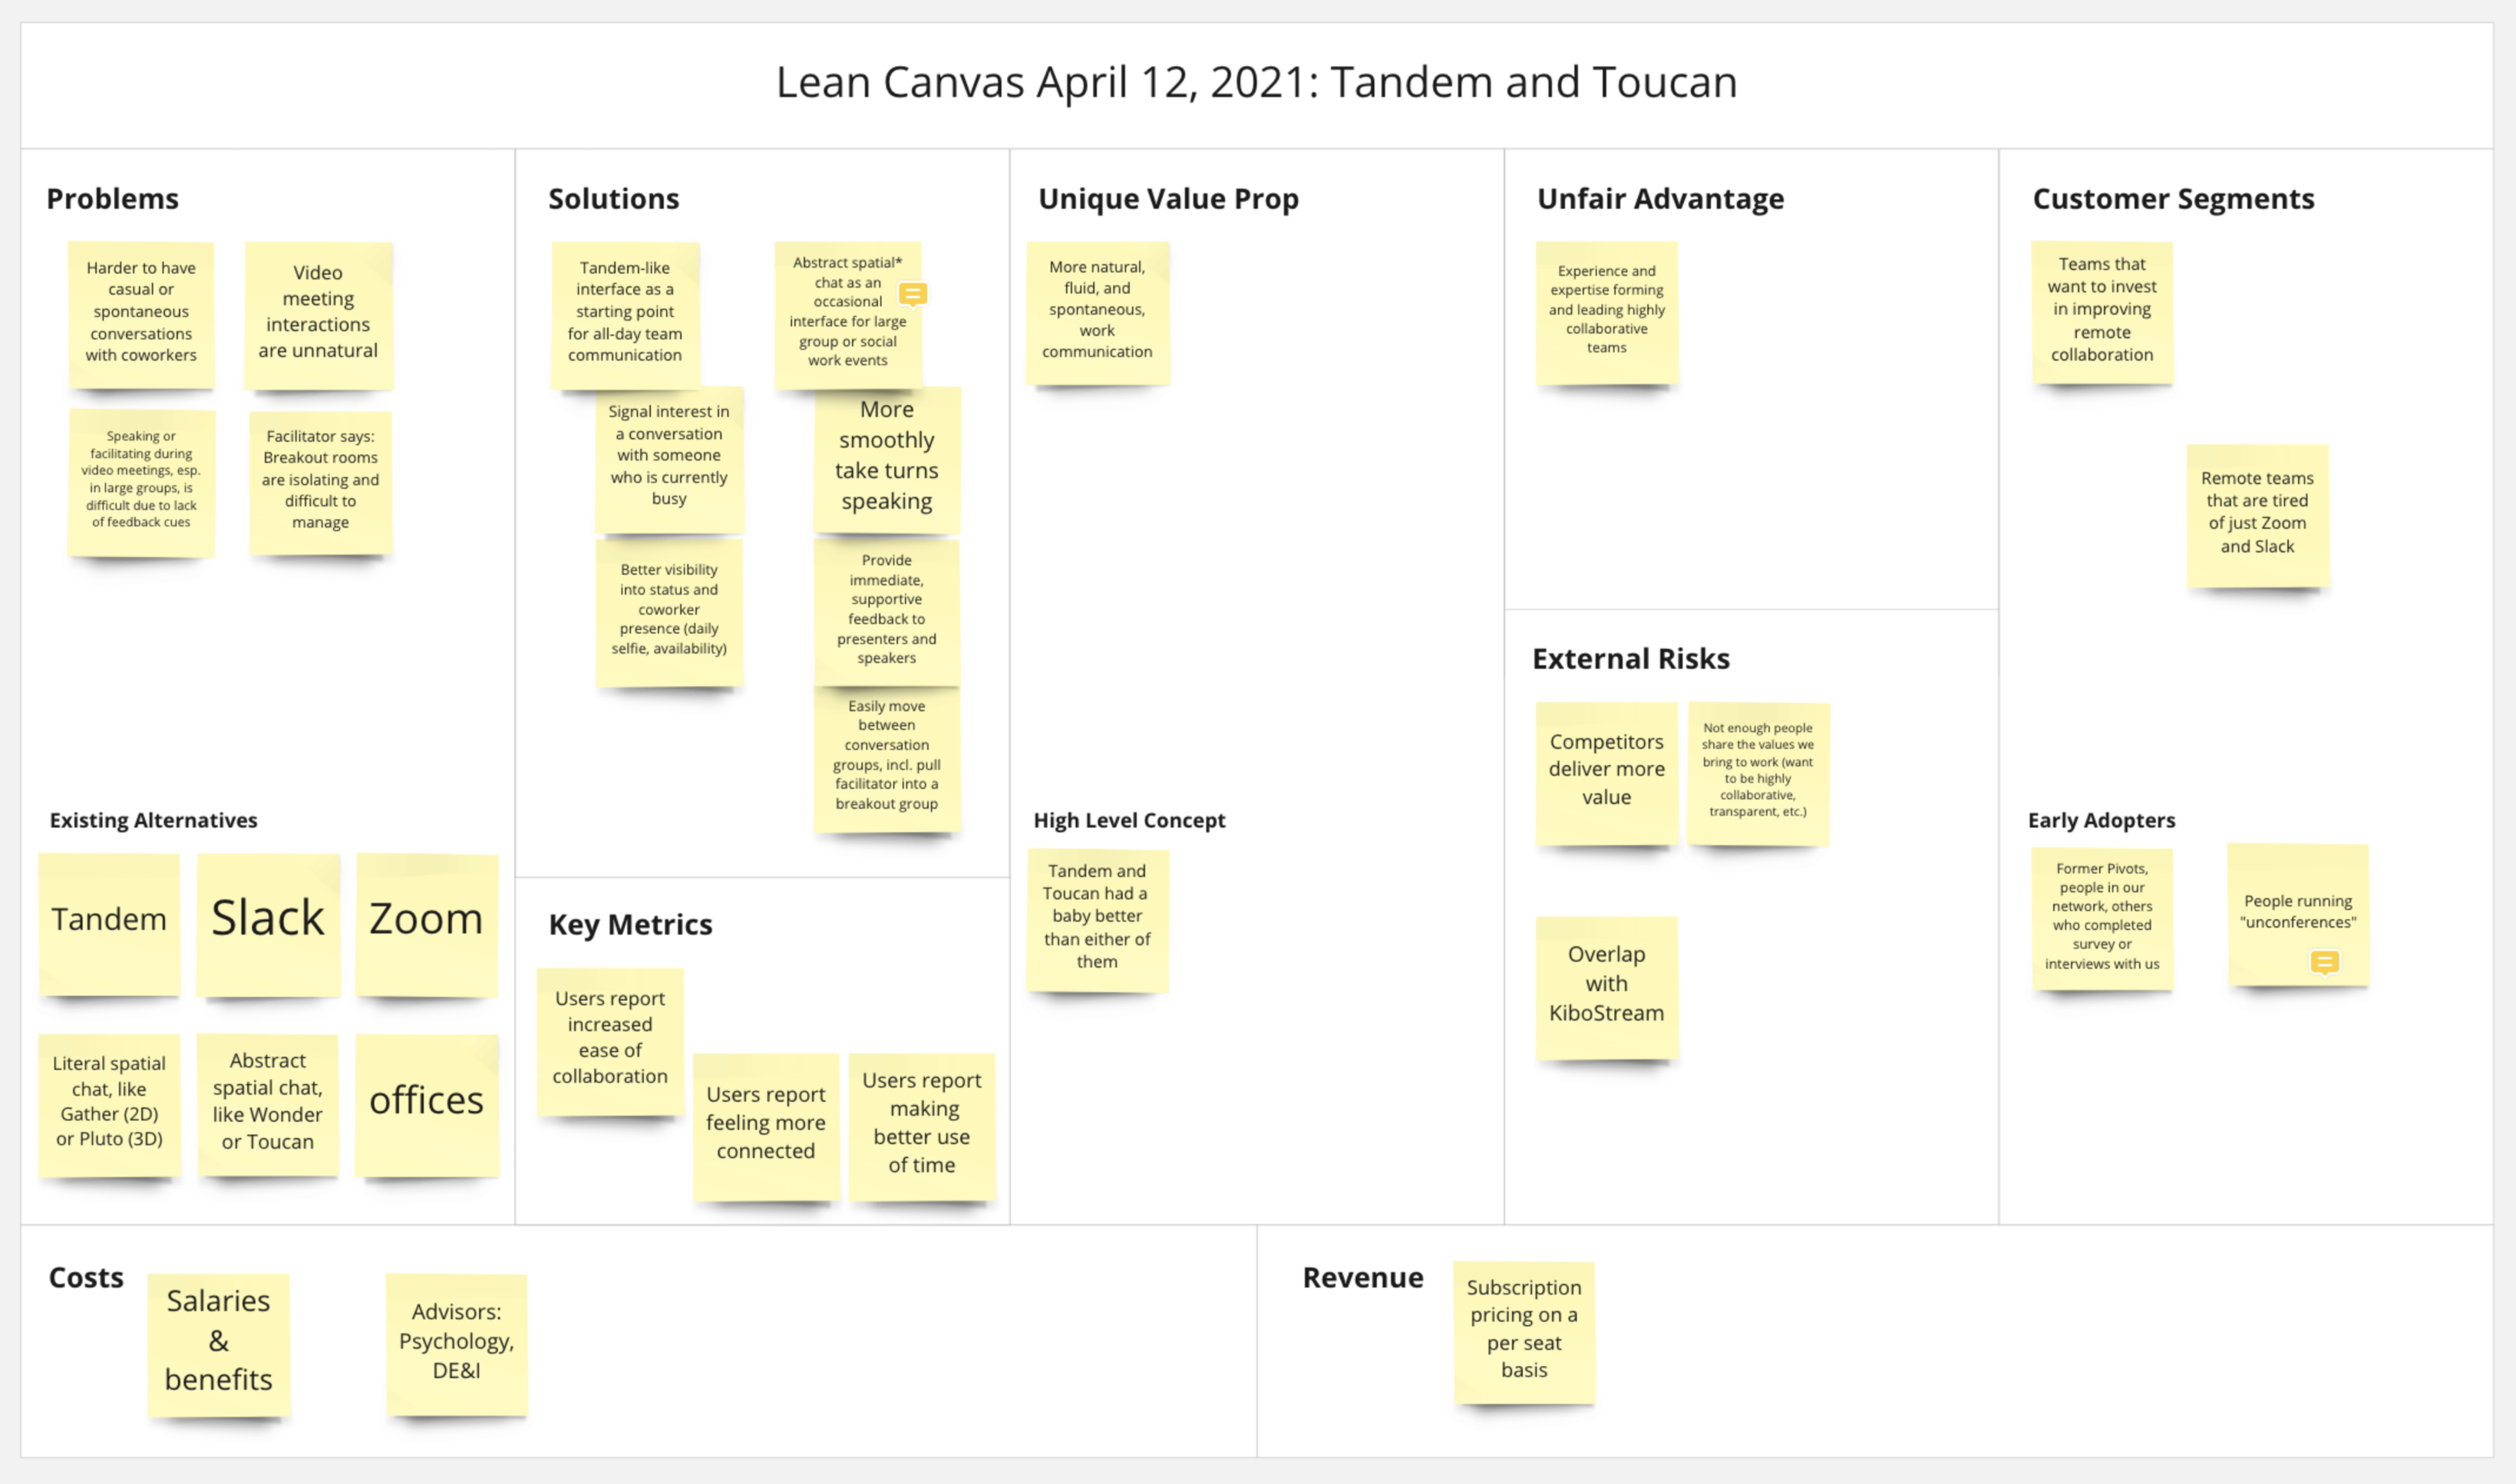 Lean Canvas April 12, 2021: Tandem and Toucan
Problems
Harder to have
casual or
spontaneous
conversations
with coworkers
Video
meeting
interactions
are unnatural
Speaking or
facilitating during
video meetings, esp.
in large groups, is
difficult due to lack
of feedback cues
Facilitator says:
Breakout rooms
are isolating and
difficult to
manage
Existing Alternatives
Tandem
Slack
Zoom
Literal spatial
chat, like
Gather (2D)
or Pluto (3D)
Abstract
spatial chat,
like Wonder
or Toucan
offices
Solutions
Tandem-like
interface as a
starting point
for all-day team
communication
Signal interest in
a conversation
with someone
who is currently
busy
Better visibility
into status and
coworker
presence (daily
selfie, availability)
Abstract spatial*
chat as an
occasional
interface for large
group or social
work events
More
smoothly
take turns
speaking
Provide
immediate,
supportive
feedback to
presenters and
speakers
Easily move
between
conversation
groups, incl. pull
facilitator into a
breakout group
Key Metrics
Users report
increased
ease of
collaboration
Users report
feeling more
connected
Users report
making
better use
of time
Unique Value Prop
More natural,
fluid, and
spontaneous,
work
communication
High Level Concept
Tandem and
Toucan had a
baby better
than either of
them
Unfair Advantage
Experience and
expertise forming
and leading highly
collaborative
teams
External Risks
Competitors
deliver more
value
Not enough people
share the values we
bring to work (want
to be highly
collaborative,
transparent, etc.)
Overlap
with
KiboStream
Customer Segments
Teams that
want to invest
in improving
remote
collaboration
Remote teams
that are tired
of just Zoom
and Slack
Early Adopters
Former Pivots,
people in our
network, others
who completed
survey or
interviews with us
People running
"unconferences"
Costs
Salaries
&
benefits
Advisors:
Psychology,
DE&I
Revenue
Subscription
pricing on a
per seat
basis